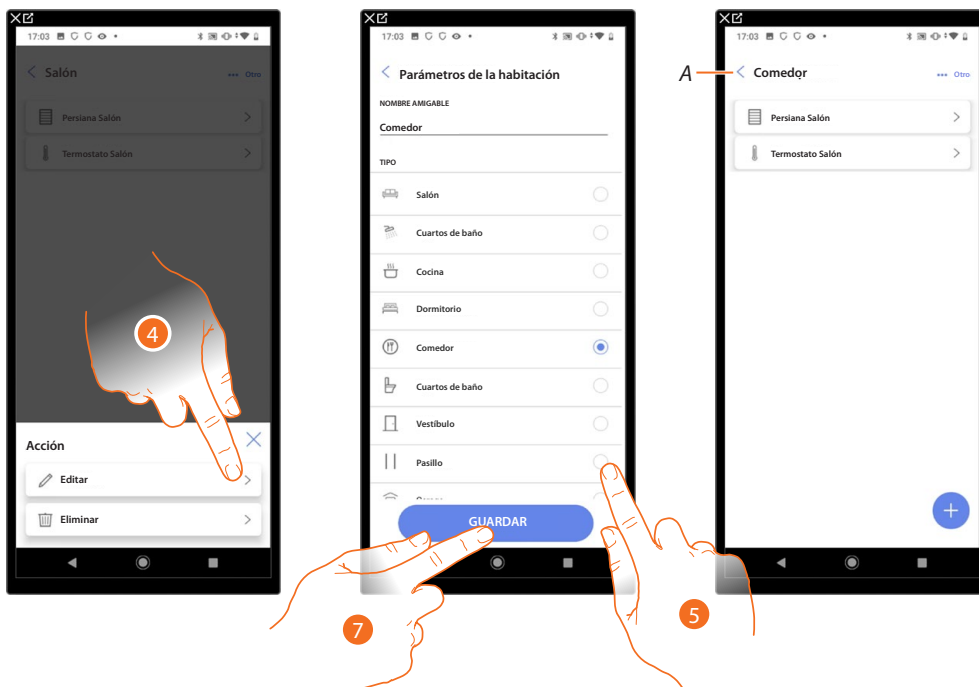 17:03
Salón
Otro
Persiana Salón
Termostato Salón
4
Acción
Editar
Eliminar
17:03
Parámetros de la habitación
NOMBRE AMIGABLE
Comedor
TIPO
Salón
Cuartos de baño
Cocina
Dormitorio
Comedor
Cuartos de baño
Vestíbulo
Pasillo
GUARDAR
7
5
A
17:03
Comedor
Otro
Persiana Salón
Termostato Salón